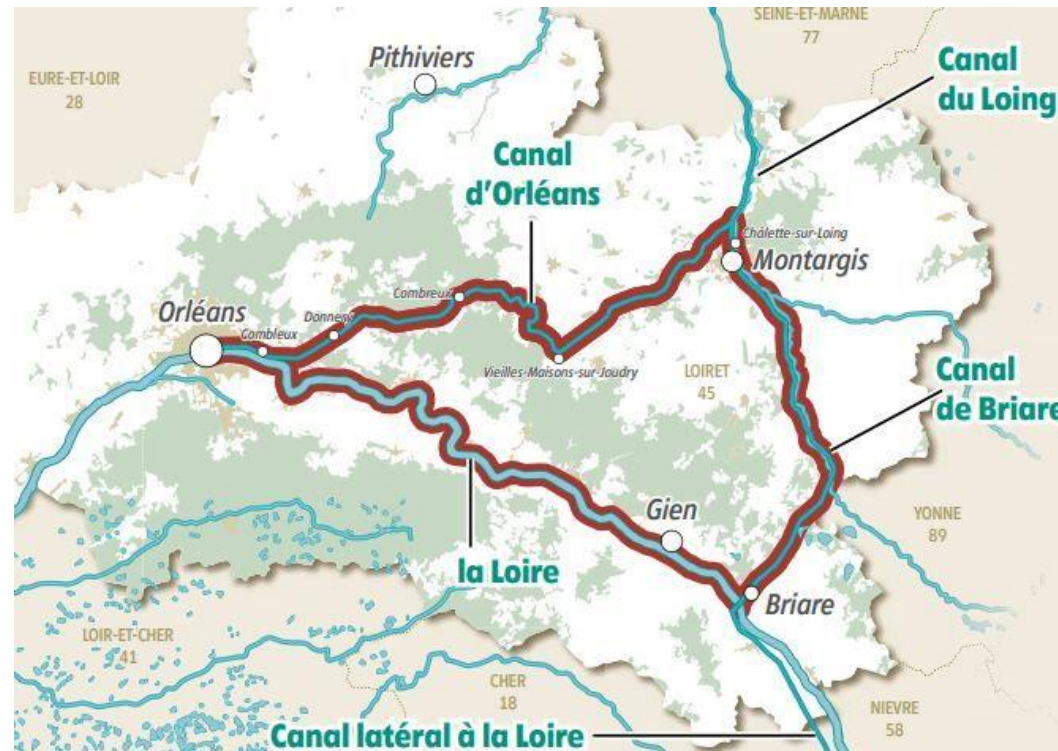 SEINE-ET-MARNE
77
EURE-ET-LOIR
28
Pithiviers
Canal
du Loing
Canal
d'Orléans
Châlette-sur-Loing
Montargis
Orléans
Combleux
Donnery
Combreux
Vieilles-Maisons-sur-Joudry
LOIRET
45
Canal
de Briare
Gien
YONNE
89
la Loire
Briare
LOIR-ET-CHER
41
CHER
18
NIEVRE
58
Canal latéral à la Loire